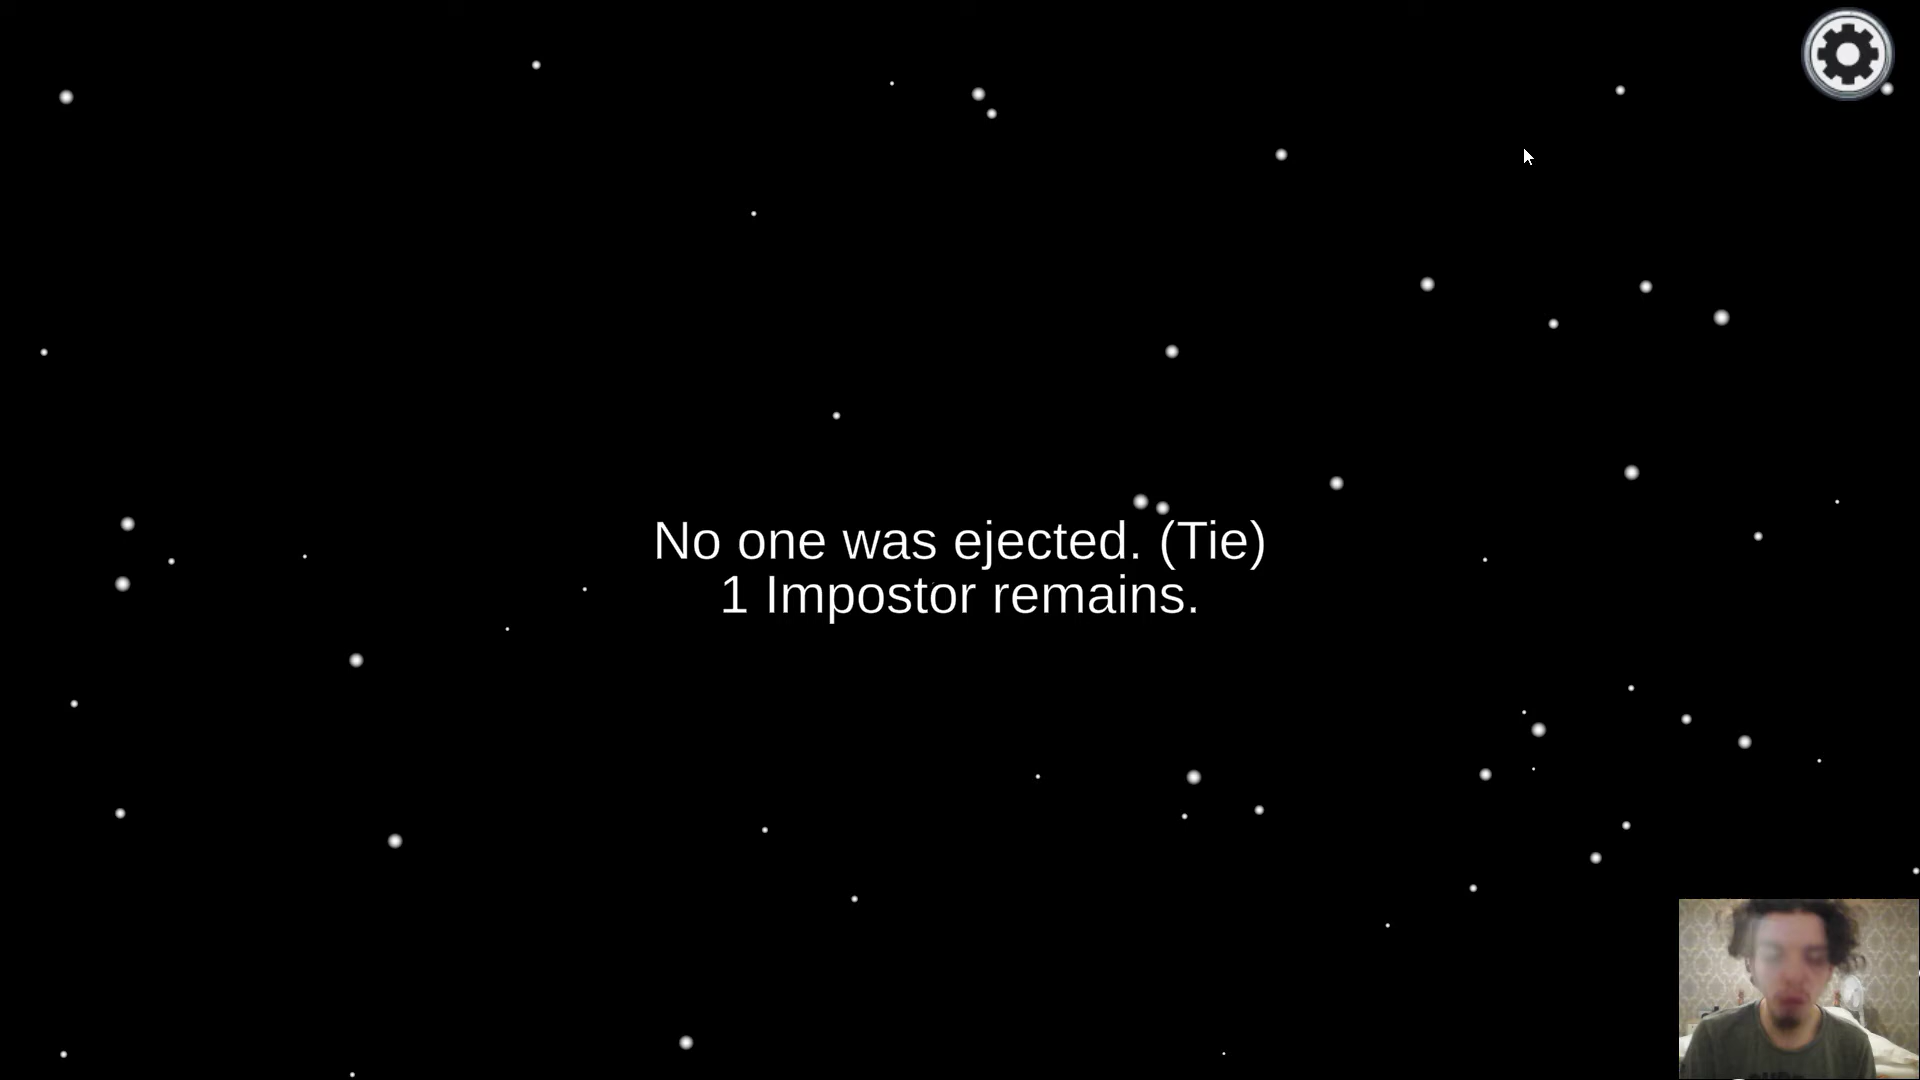 No one was ejected. (Tie)
1 Impostor remains.